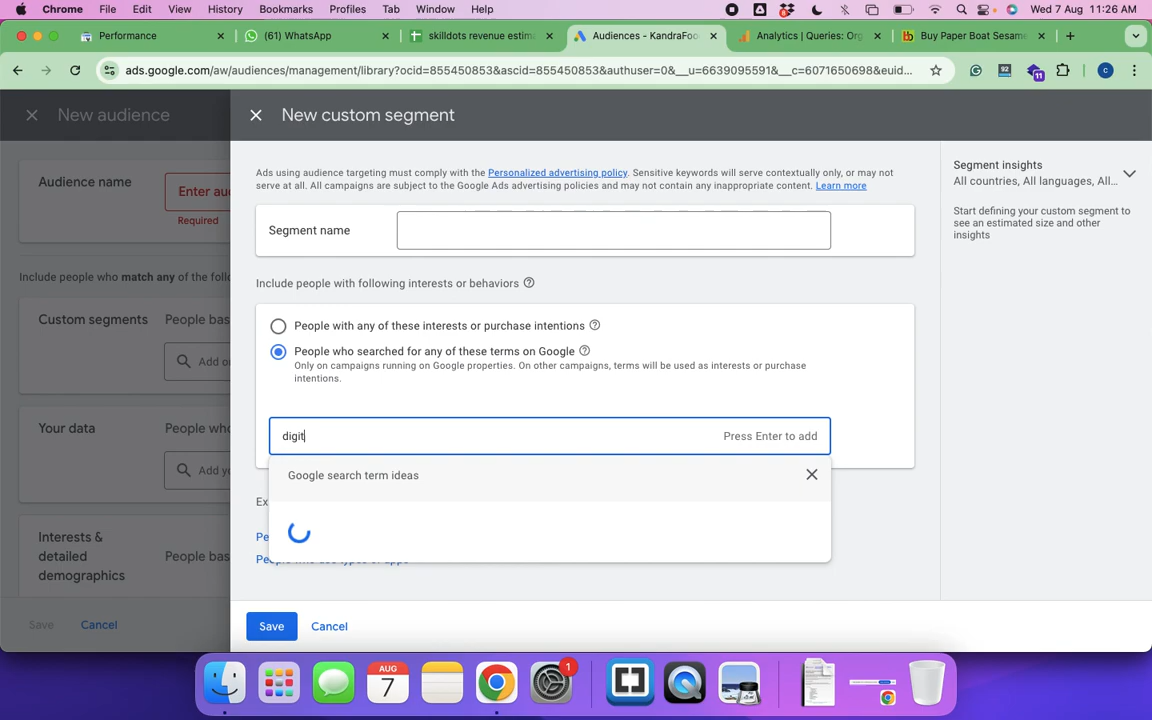 Chrome File Edit View History Bookmarks Profiles Tab Window Help Wed 7 Aug 11:26 AM
Performance
(61) WhatsApp
skilldots revenue estim
Audiences - KandraFoo
Analytics | Queries: Org
Buy Paper Boat Sesame
ads.google.com/aw/audiences/management/library?ocid=855450853&ascid=855450853&authuser=0&__u=6639095591&__c=6071650698&euid...
92
11
C
New audience
New custom segment
Audience name
Enter au
Required
Include people who match any of the foll
Custom segments
People bas
Add o
Your data
People who
Add y
Interests &
detailed
demographics
People bas
Save
Cancel
Ads using audience targeting must comply with the Personalized advertising policy. Sensitive keywords will serve contextually only, or may not
serve at all. All campaigns are subject to the Google Ads advertising policies and may not contain any inappropriate content. Learn more
Segment name
Include people with following interests or behaviors
People with any of these interests or purchase intentions
People who searched for any of these terms on Google
Only on campaigns running on Google properties. On other campaigns, terms will be used as interests or purchase
intentions.
digit
Press Enter to add
Google search term ideas
Ex
Pe
Save
Cancel
Segment insights
All countries, All languages, All...
Start defining your custom segment to
see an estimated size and other
insights
AUG
7
1